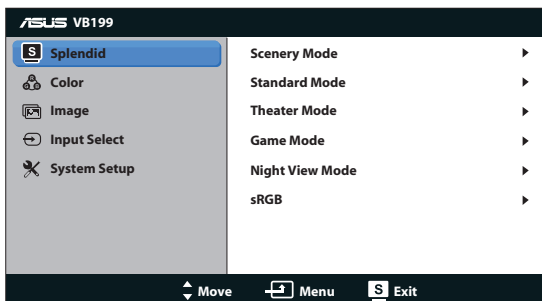 ASUS VB199
S Splendid
Color
Image
Input Select
System Setup
Scenery Mode
Standard Mode
Theater Mode
Game Mode
Night View Mode
sRGB
Move Menu S Exit